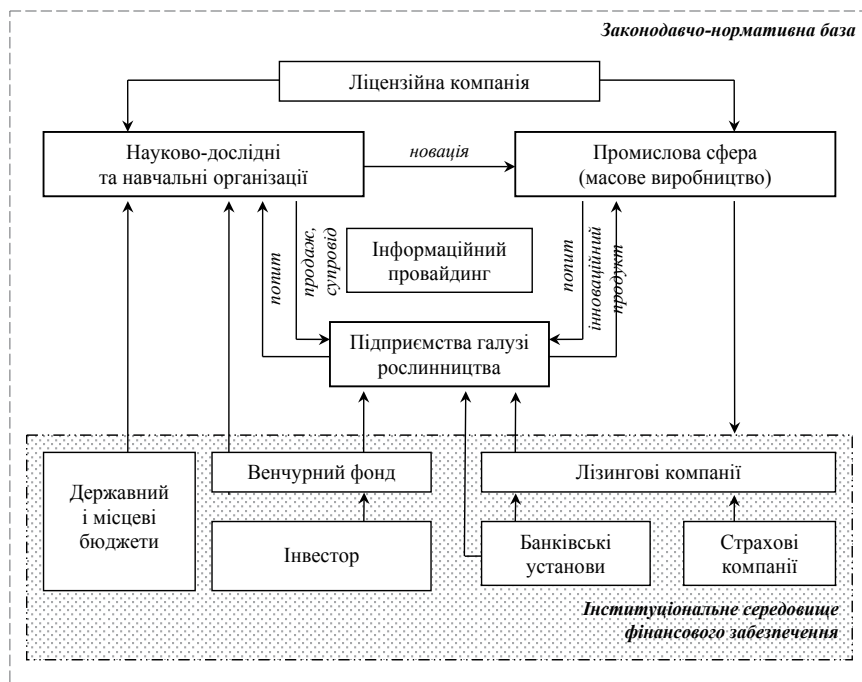 Законодавчо-нормативна база
Ліцензійна компанія
Науково-дослідні
та навчальні організації
новація
Промислова сфера
(масове виробництво)
попит
продаж,
супровід
Інформаційний
провайдинг
попит
інноваційний
продукт
Підприємства галузі
рослинництва
Державний
і місцеві
бюджети
Венчурний фонд
Лізингові компанії
Інвестор
Банківські
установи
Страхові
компанії
Інституціональне середовище
фінансового забезпечення